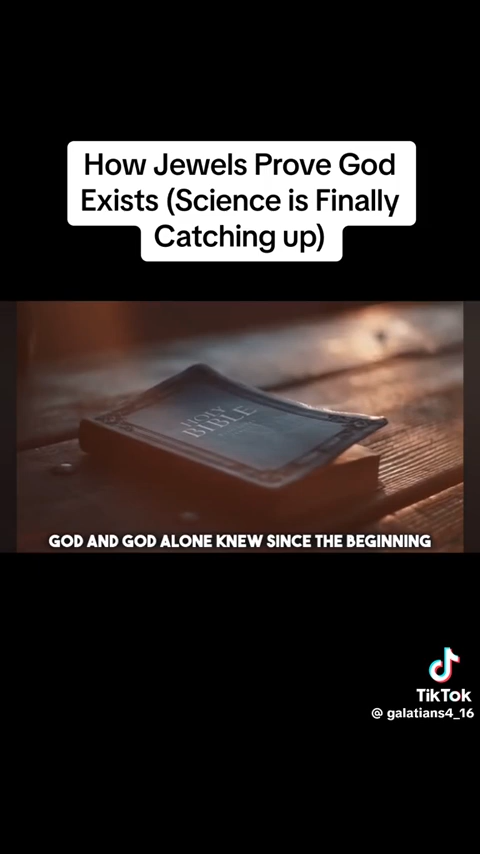 How Jewels Prove God
Exists (Science is Finally
Catching up)
HOLY
BIBLE
GOD AND GOD ALONE KNEW SINCE THE BEGINNING
TikTok
@ galatians4_16